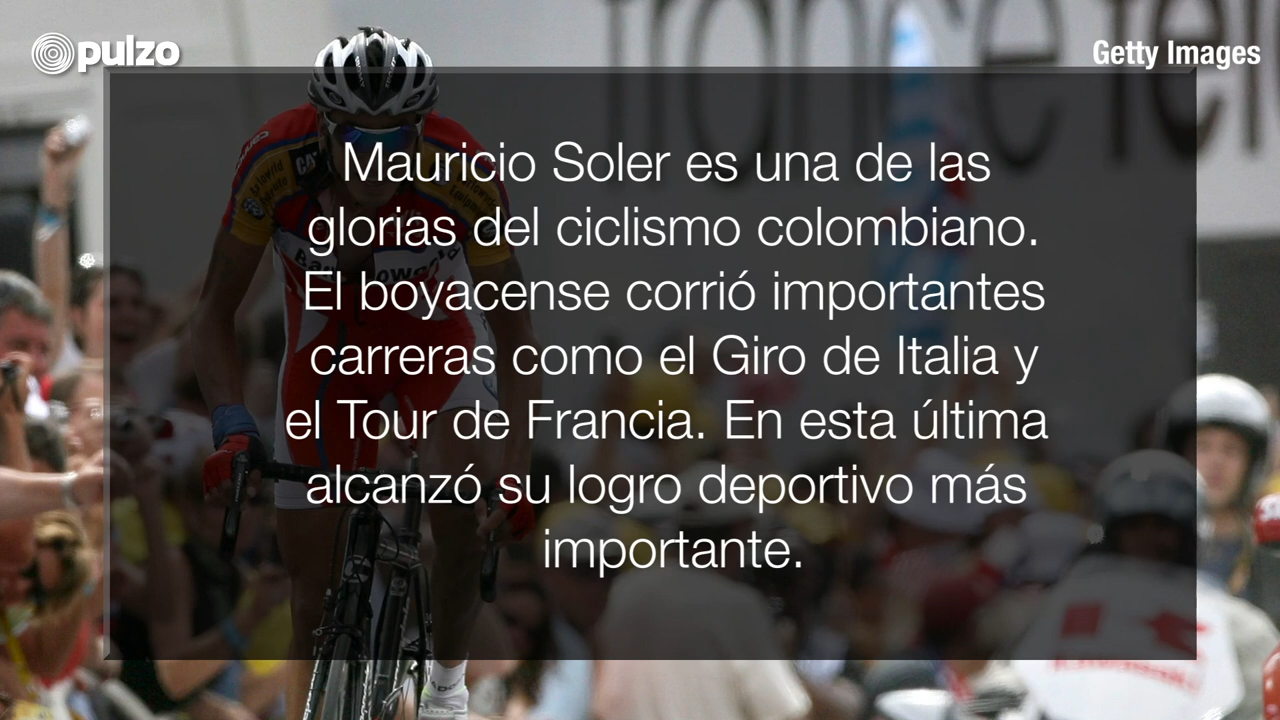 pulzo
Getty Images
Mauricio Soler es una de las
glorias del ciclismo colombiano.
El boyacense corrió importantes
carreras como el Giro de Italia y
el Tour de Francia. En esta última
alcanzó su logro deportivo más
importante.